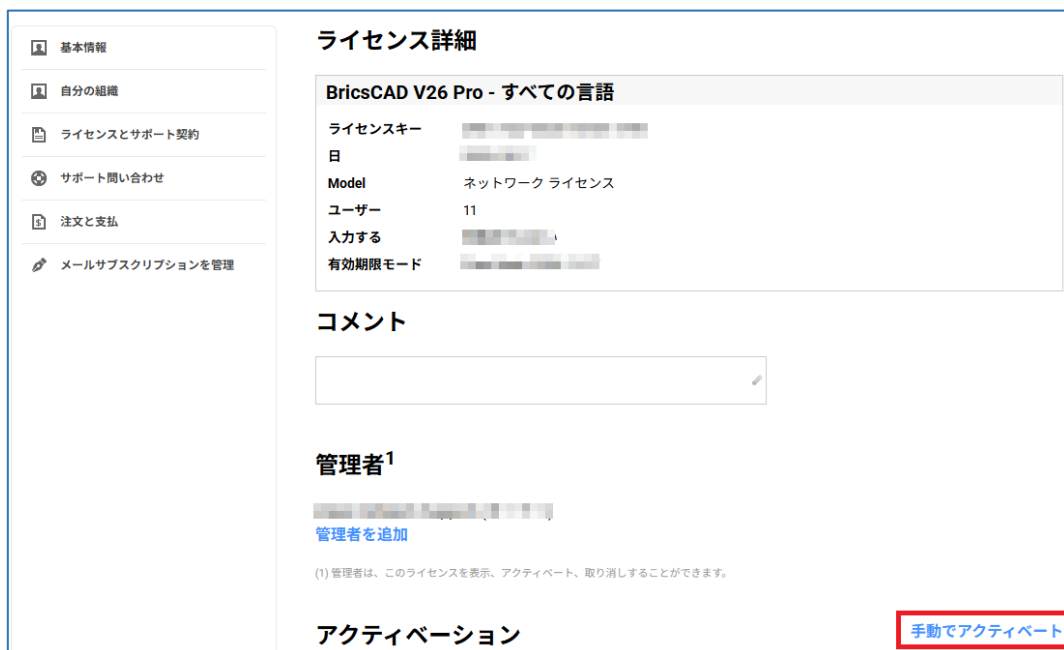 基本情報
自分の組織
ライセンスとサポート契約
サポート問い合わせ
注文と支払
メールサブスクリプションを管理
ライセンス詳細
BricsCAD V26 Pro - すべての言語
ライセンスキー
日
Model ネットワーク ライセンス
ユーザー 11
入力する
有効期限モード
コメント
管理者1
管理者を追加
(1) 管理者は、このライセンスを表示、アクティベート、取り消しすることができます。
アクティベーション
手動でアクティベート